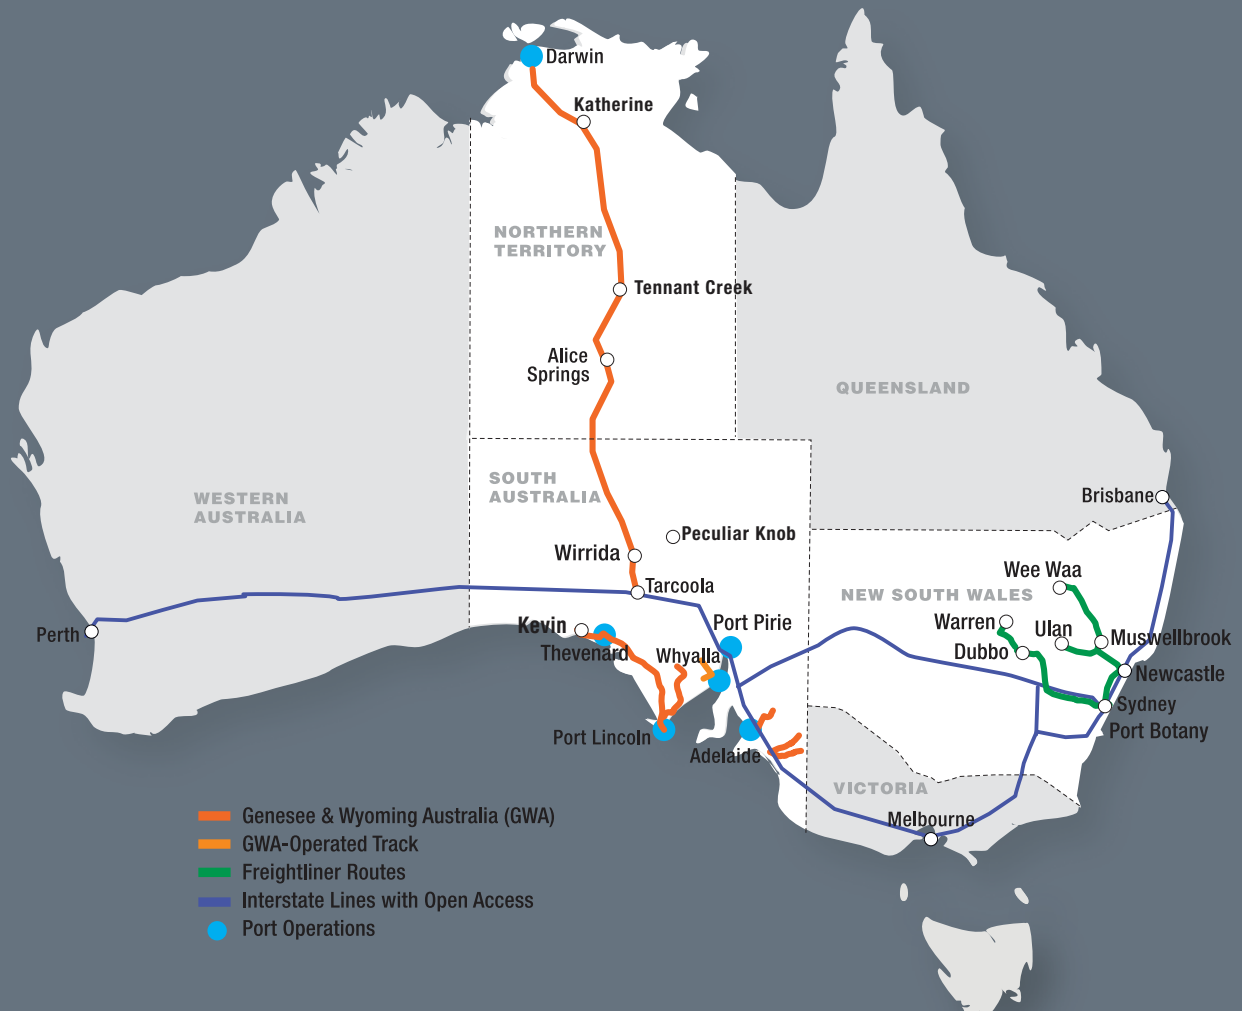 Darwin
Katherine
NORTHERN
TERRITORY
Tennant Creek
Alice
Springs
QUEENSLAND
SOUTH
AUSTRALIA
WESTERN
AUSTRALIA
Brisbane
Peculiar Knob
Wirrida
Wee Waa
Tarcoola
NEW SOUTH WALES
Perth
Kevin
Port Pirie
Warren
Ulan
Muswellbrook
Thevenard
Whyalla
Dubbo
Newcastle
Sydney
Port Botany
Port Lincoln
Adelaide
VICTORIA
Melbourne
Genesee & Wyoming Australia (GWA)
GWA-Operated Track
Freightliner Routes
Interstate Lines with Open Access
Port Operations